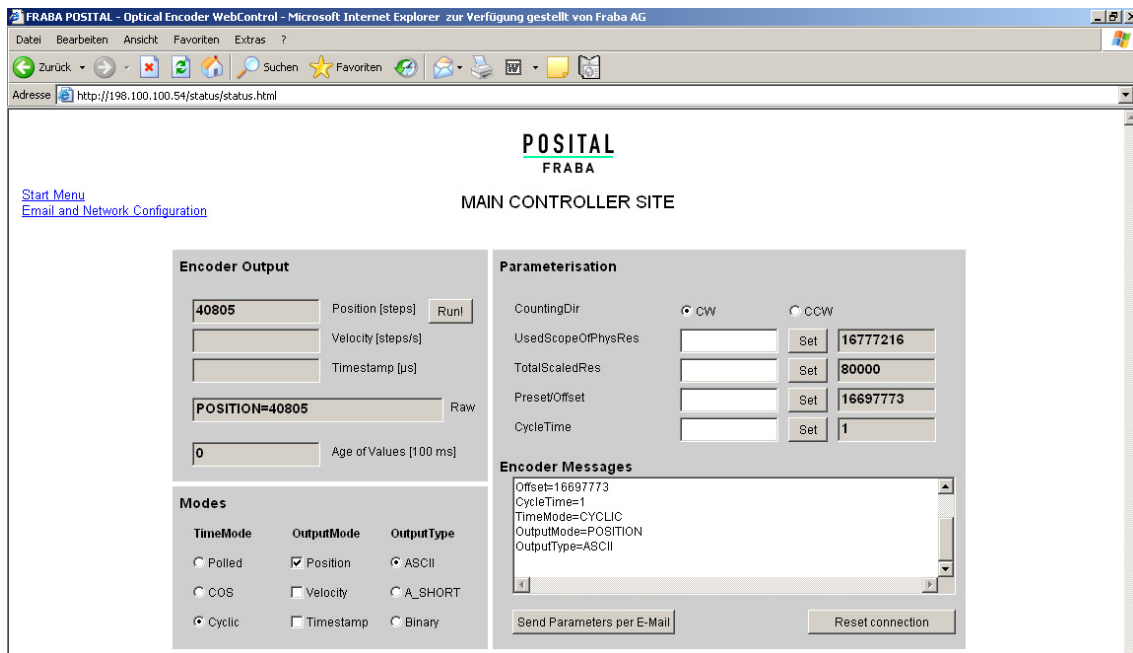 FRABA POSITAL - Optical Encoder WebControl - Microsoft Internet Explorer zur Verfügung gestellt von Fraba AG
Datei Bearbeiten Ansicht Favoriten Extras ?
Zurück Suchen Favoriten
Adresse http://198.100.100.54/status/status.html
POSITAL
FRABA
Start Menu
Email and Network Configuration
MAIN CONTROLLER SITE
Encoder Output
40805 Position [steps] Run!
Velocity [steps/s]
Timestamp [µs]
POSITION=40805 Raw
0 Age of Values [100 ms]
Modes
TimeMode OutputMode OutputType
Polled Position ASCII
COS Velocity A_SHORT
Cyclic Timestamp Binary
Parameterisation
CountingDir CW CCW
UsedScopeOfPhysRes Set 16777216
TotalScaledRes Set 80000
Preset/Offset Set 16697773
CycleTime Set 1
Encoder Messages
Offset=16697773
CycleTime=1
TimeMode=CYCLIC
OutputMode=POSITION
OutputType=ASCII
Send Parameters per E-Mail Reset connection